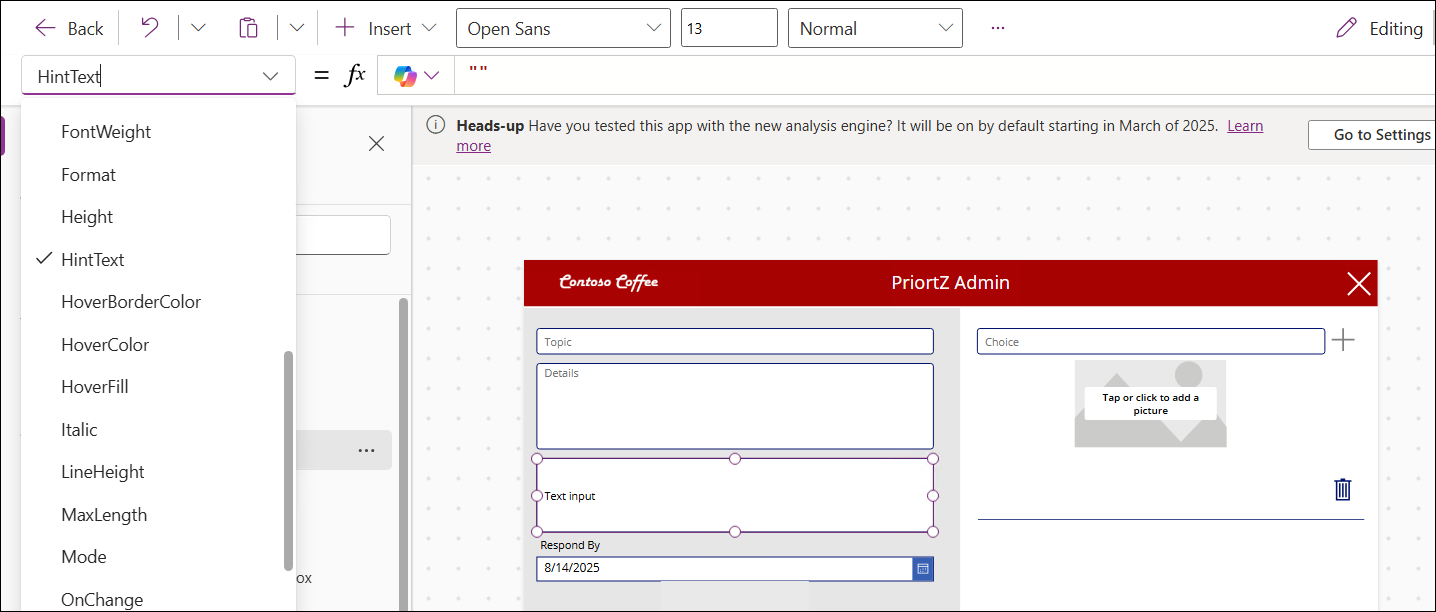 Back
Insert
Open Sans
13
Normal
...
Editing
HintText
= fx
""
FontWeight
Format
Height
HintText
HoverBorderColor
HoverColor
HoverFill
Italic
LineHeight
MaxLength
Mode
OnChange
...
ox
Heads-up Have you tested this app with the new analysis engine? It will be on by default starting in March of 2025. Learn
more
Go to Settings
Contoso Coffee
PriortZ Admin
Topic
Details
Text input
Respond By
8/14/2025
Choice
Tap or click to add a
picture